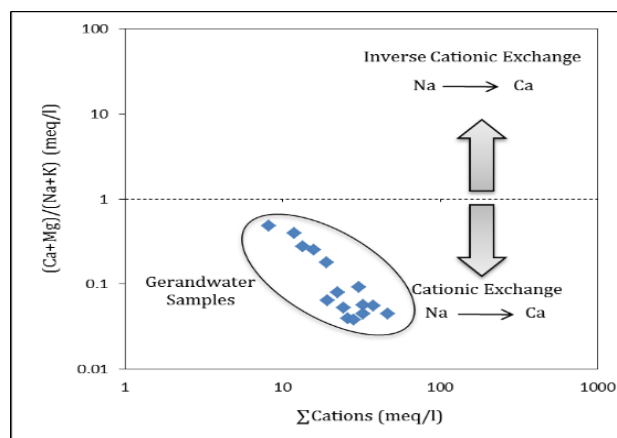 (Ca+Mg)/(Na+K) (meq/l)
100
10
1
0.1
0.01
Inverse Cationic Exchange
Na Ca
Gerandwater
Samples
Cationic Exchange
Na Ca
1 10 100 1000
∑Cations (meq/l)